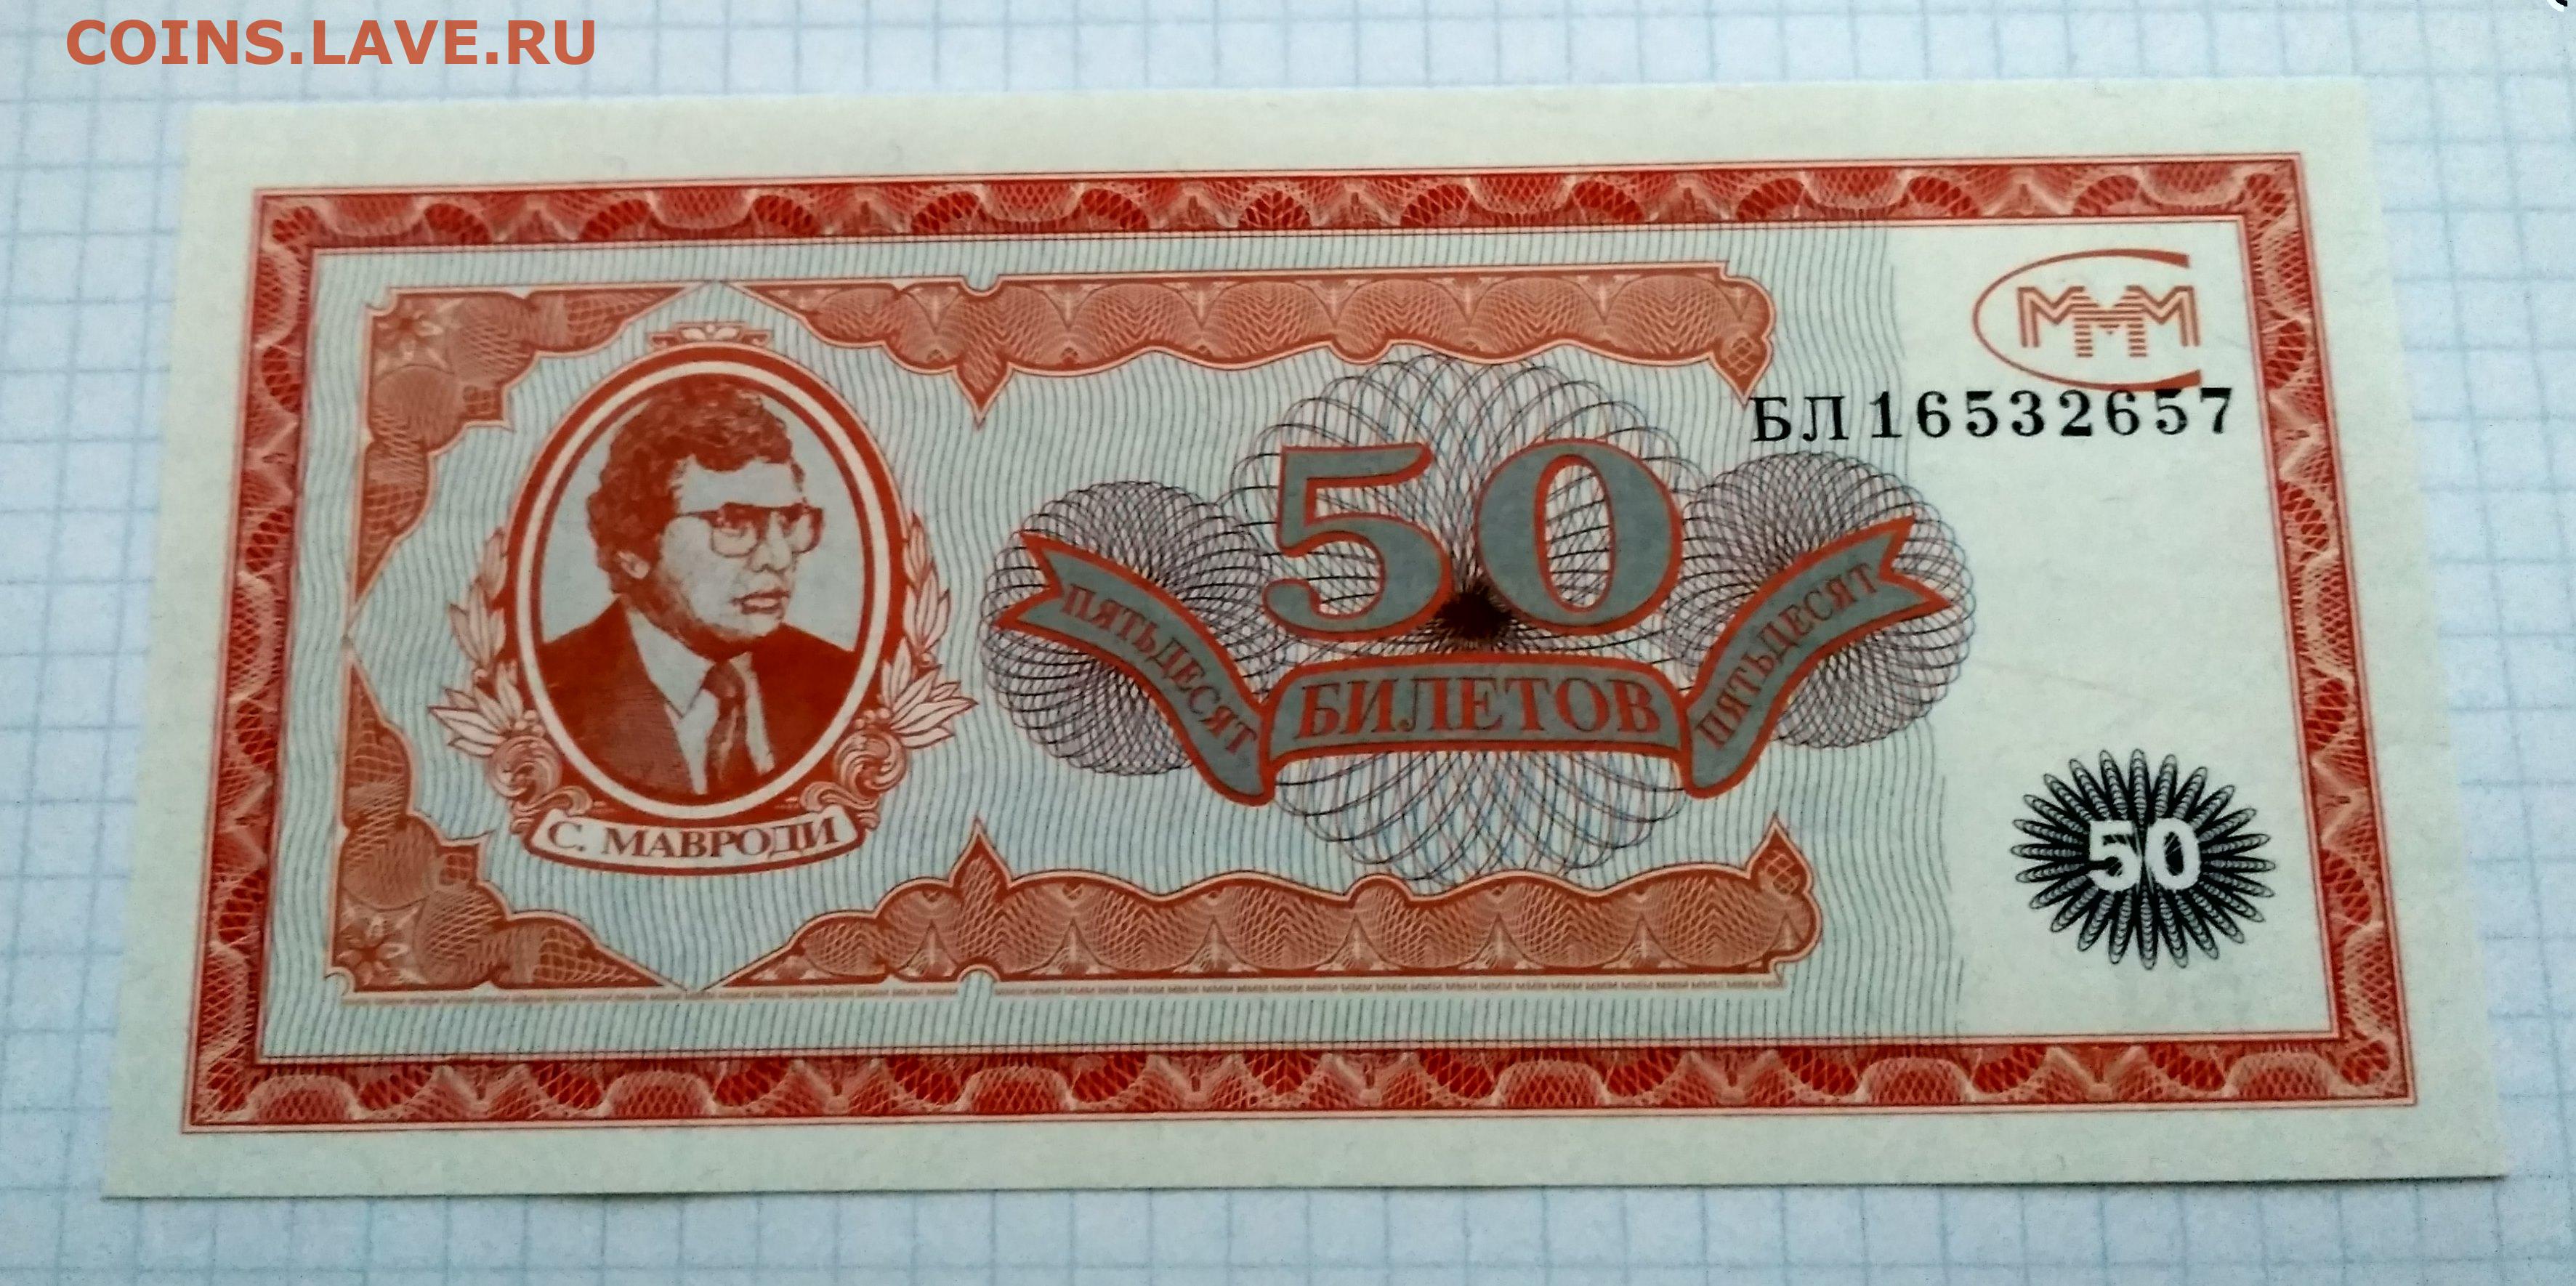 COINS.LAVE.RU
МММ
БЛ 16532657
50
ПЯТЬДЕСЯТ
БИЛЕТОВ
ПЯТЬДЕСЯТ
С. МАВРОДИ
50